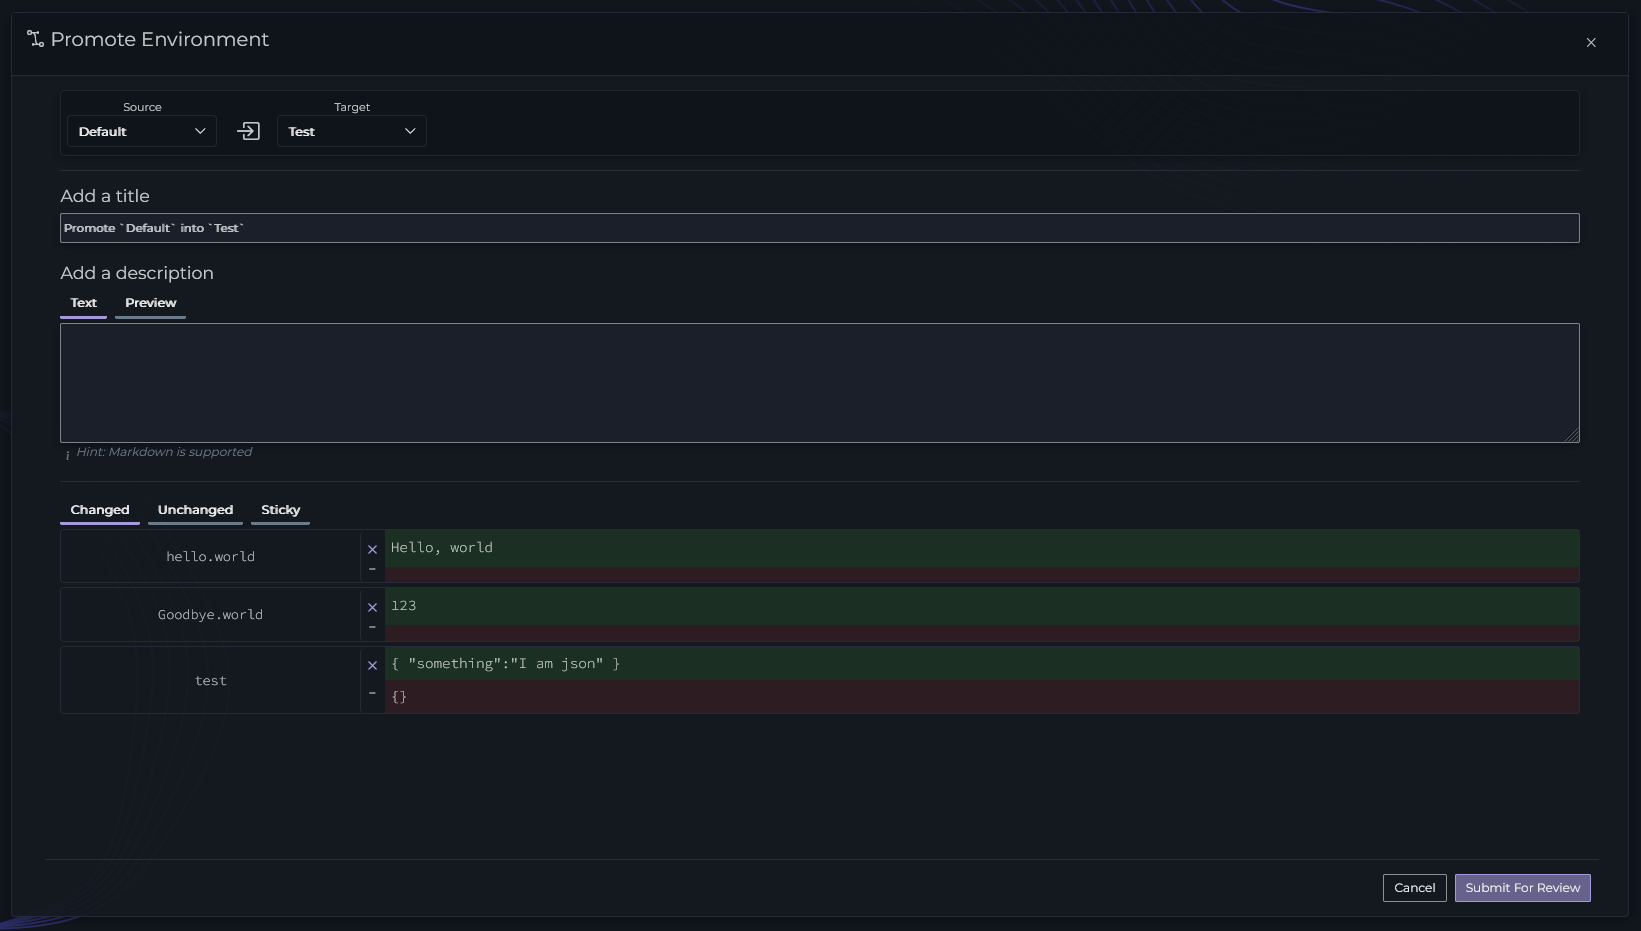 Promote Environment
Source
Target
Default
Test
Add a title
Promote `Default` into `Test`
Add a description
Text Preview
Hint: Markdown is supported
Changed Unchanged Sticky
hello.world
Hello, world
Goodbye.world
123
test
{ "something":"I am json" }
{}
Cancel Submit For Review